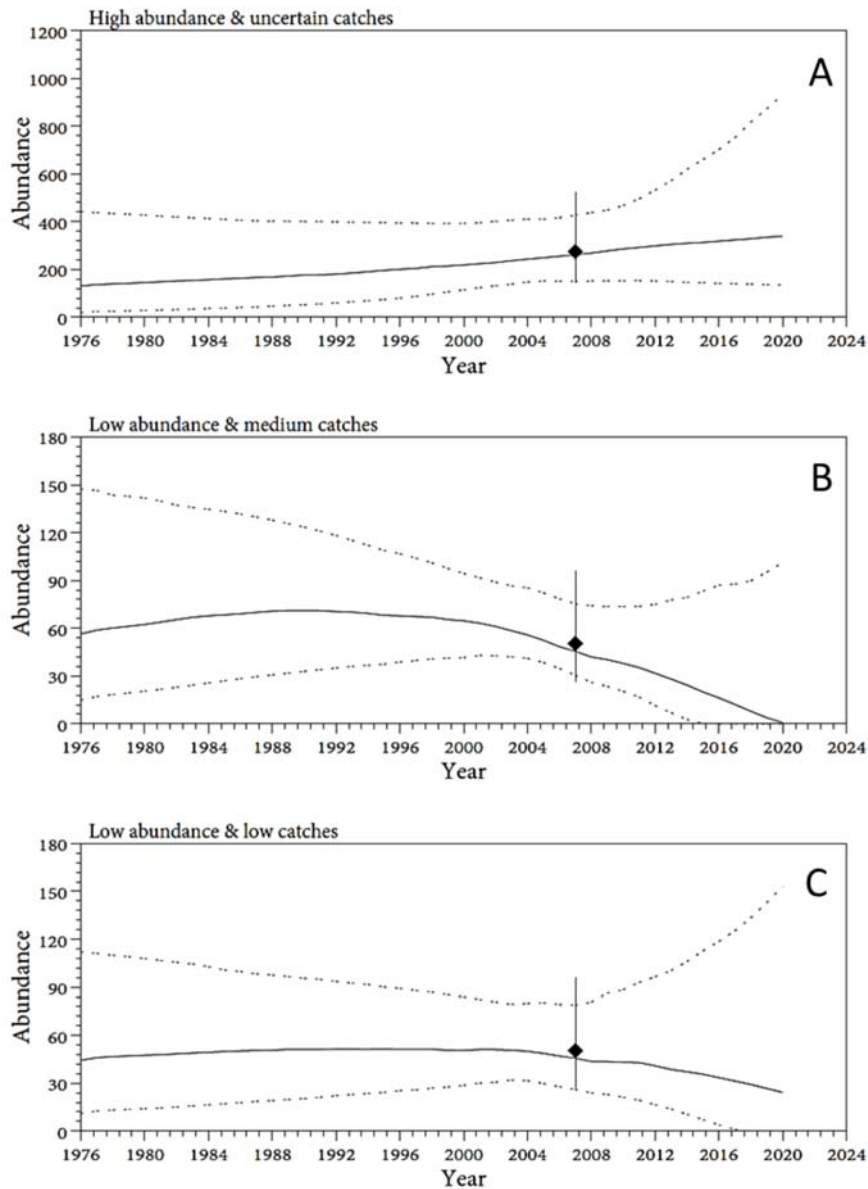 High abundance & uncertain catches
A
1200
1000
800
600
400
200
0
Abundance
1976 1980 1984 1988 1992 1996 2000 2004 2008 2012 2016 2020 2024
Year
Low abundance & medium catches
B
180
150
120
90
60
30
0
Abundance
1976 1980 1984 1988 1992 1996 2000 2004 2008 2012 2016 2020 2024
Year
Low abundance & low catches
C
180
150
120
90
60
30
0
Abundance
1976 1980 1984 1988 1992 1996 2000 2004 2008 2012 2016 2020 2024
Year